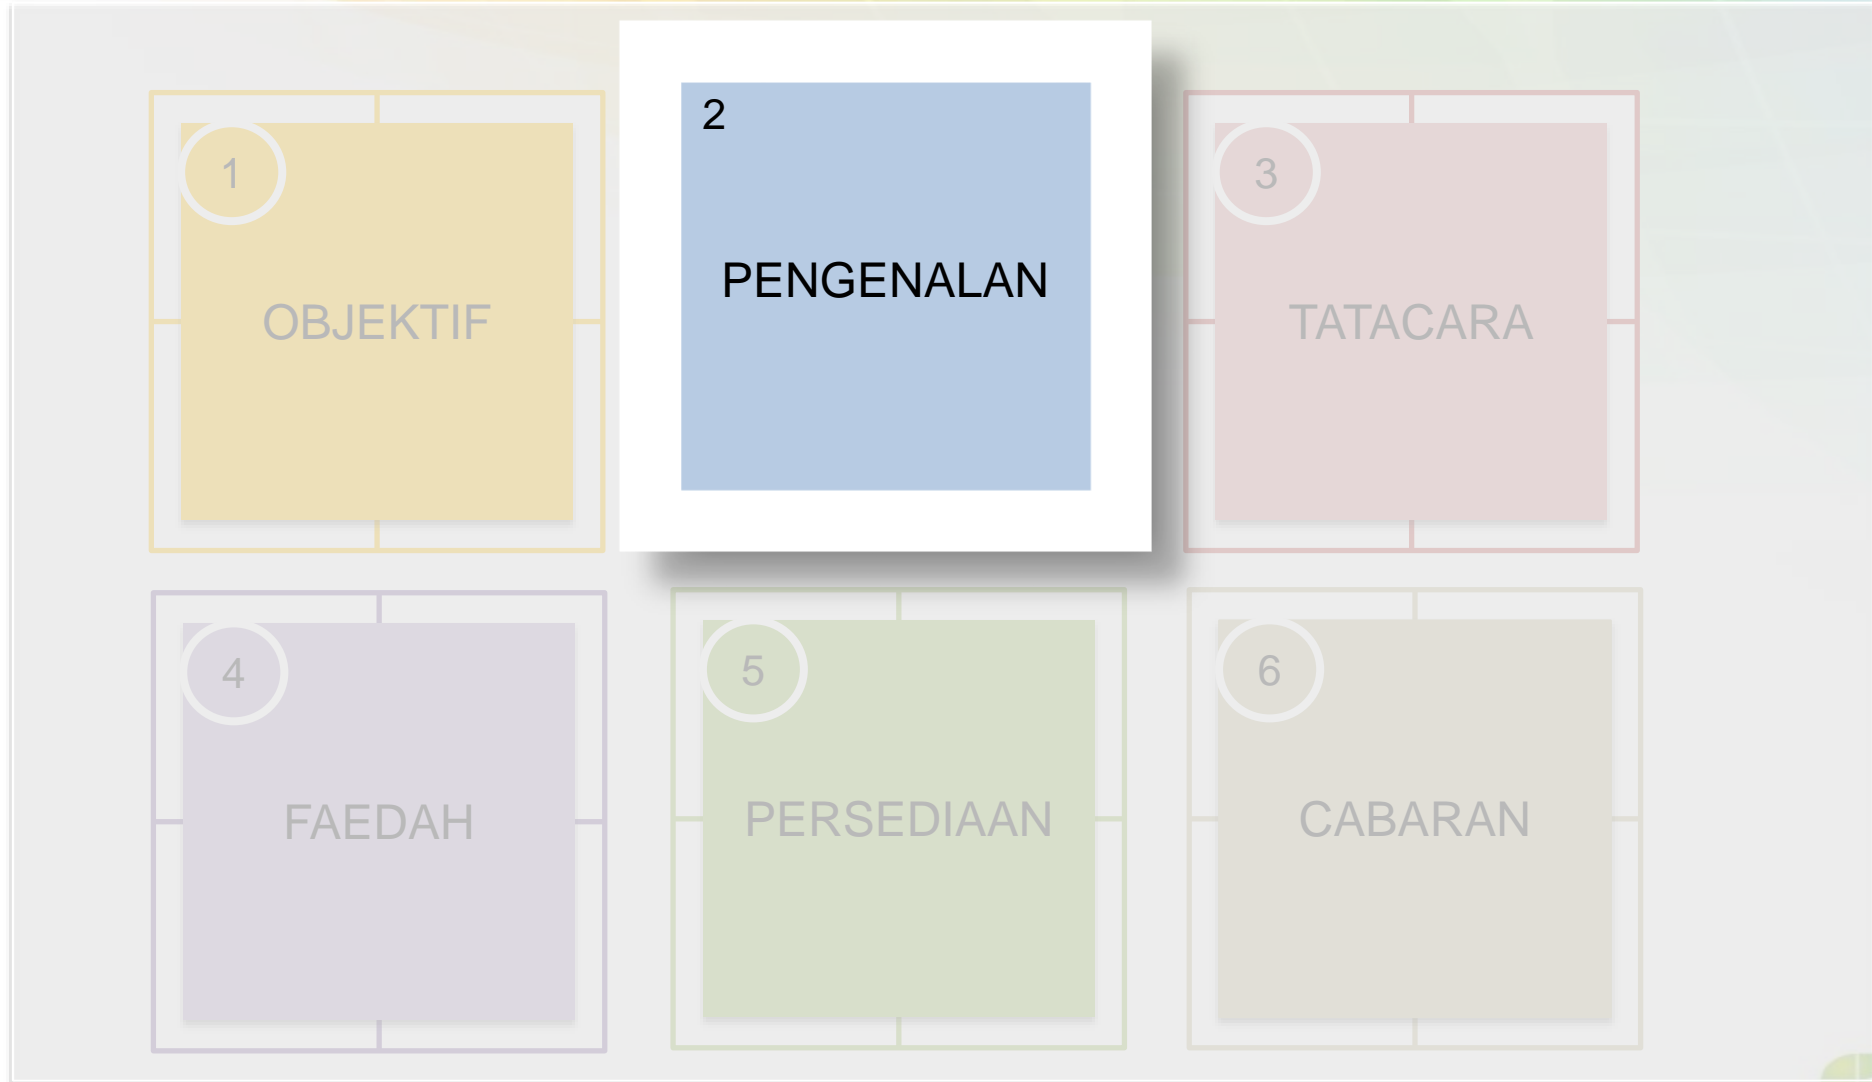 1
OBJEKTIF
2
PENGENALAN
3
TATACARA
4
FAEDAH
5
PERSEDIAAN
6
CABARAN